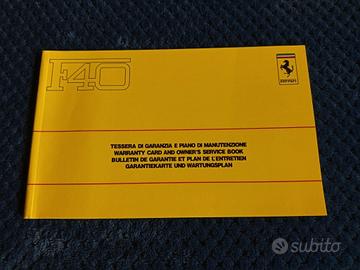 F40
Ferrari
TESSERA DI GARANZIA E PIANO DI MANUTENZIONE
WARRANTY CARD AND OWNER'S SERVICE BOOK
BULLETIN DE GARANTIE ET PLAN DE L'ENTRETIEN
GARANTIEKARTE UND WARTUNGSPLAN
subito